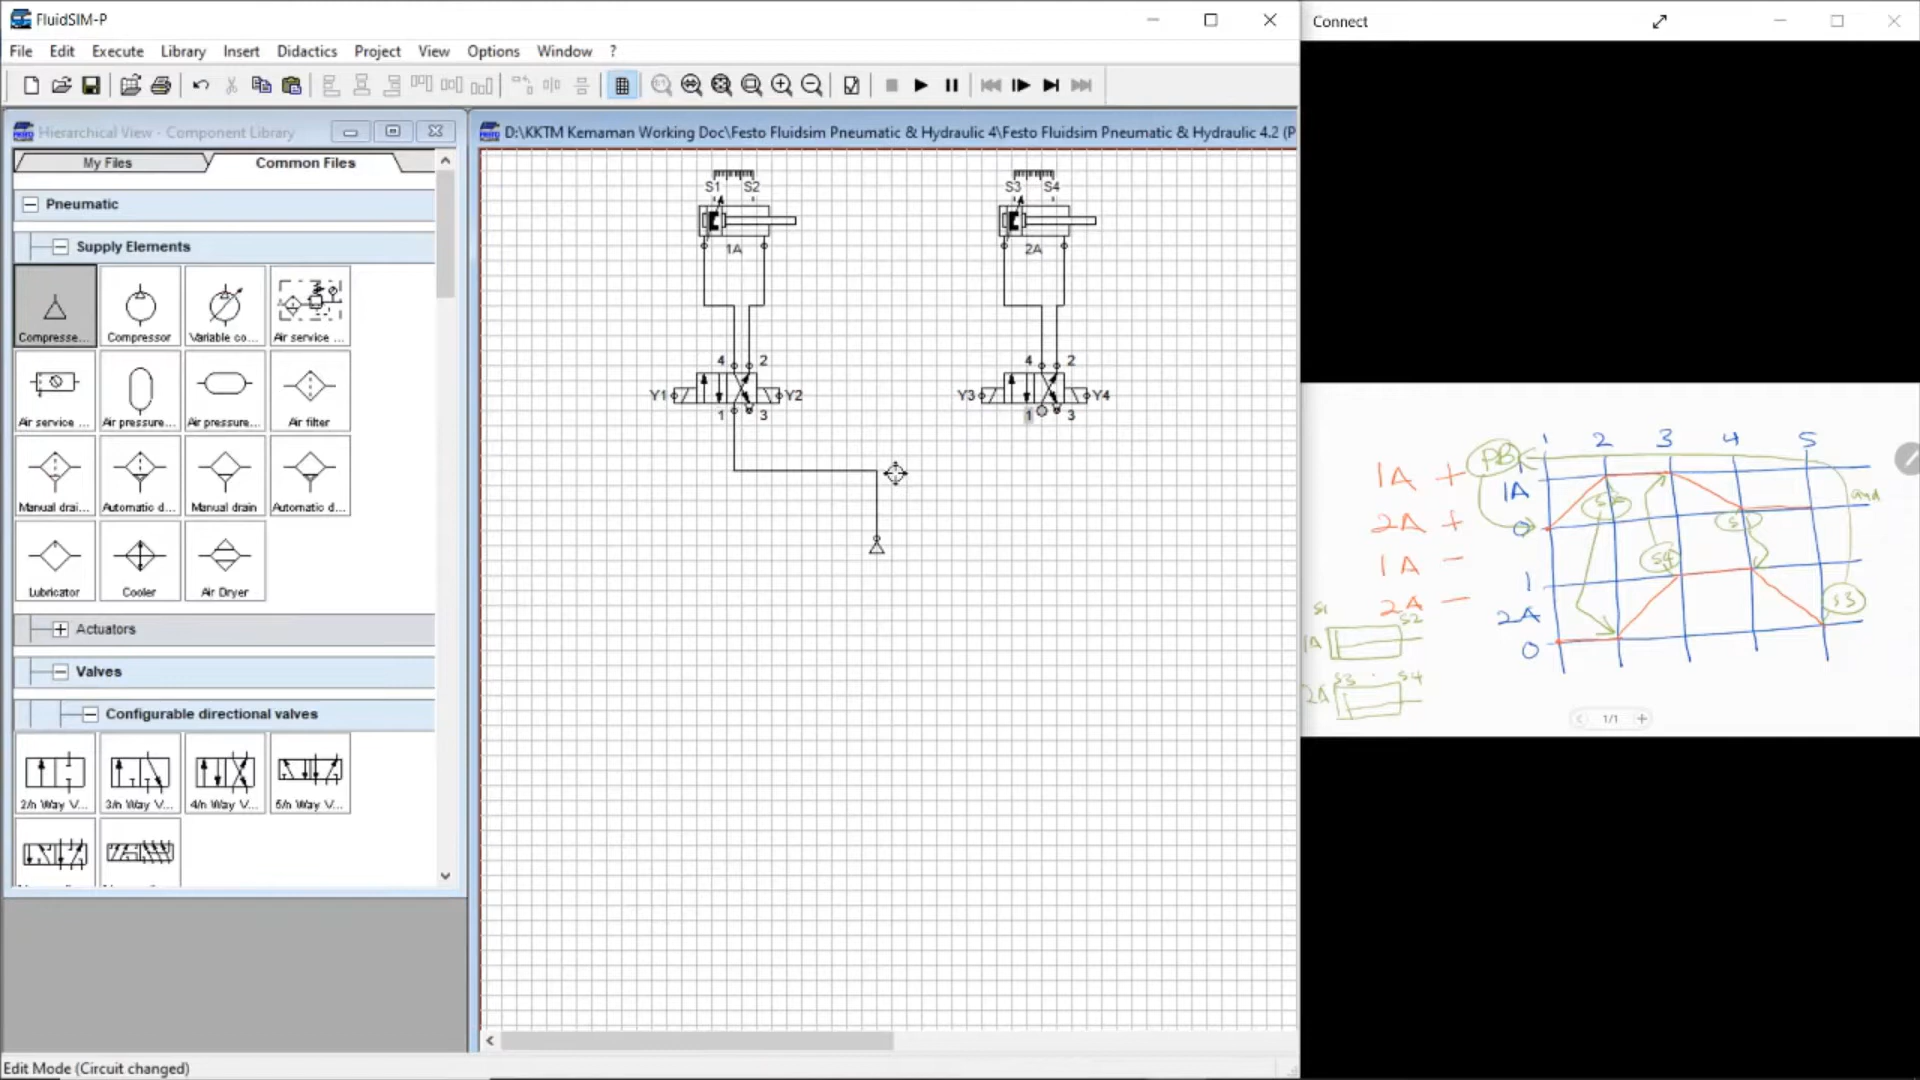 FluidSIM-P
File Edit Execute Library Insert Didactics Project View Options Window ?
Hierarchical View - Component Library
My Files
Common Files
Pneumatic
Supply Elements
Compresse...
Compressor
Variable co...
Air service ...
Air service ...
Air pressure...
Air pressure...
Air filter
Manual drai...
Automatic d...
Manual drain
Automatic d...
Lubricator
Cooler
Air Dryer
Actuators
Valves
Configurable directional valves
2/n Way V...
3/n Way V...
4/n Way V...
5/n Way V...
Edit Mode (Circuit changed)
D:\KKTM Kemaman Working Doc\Festo Fluidsim Pneumatic & Hydraulic 4\Festo Fluidsim Pneumatic & Hydraulic 4.2 (P
S1 S2
S3 S4
1A
2A
4 2
4 2
Y1 Y2
Y3 Y4
1 3
1 3
Connect
1 2 3 4 5
1A +
PB
1
1A
and
2A +
0
1A -
S4
1
2A -
S3
2A
0
S1
S2
1A
S3 S4
2A
1/1